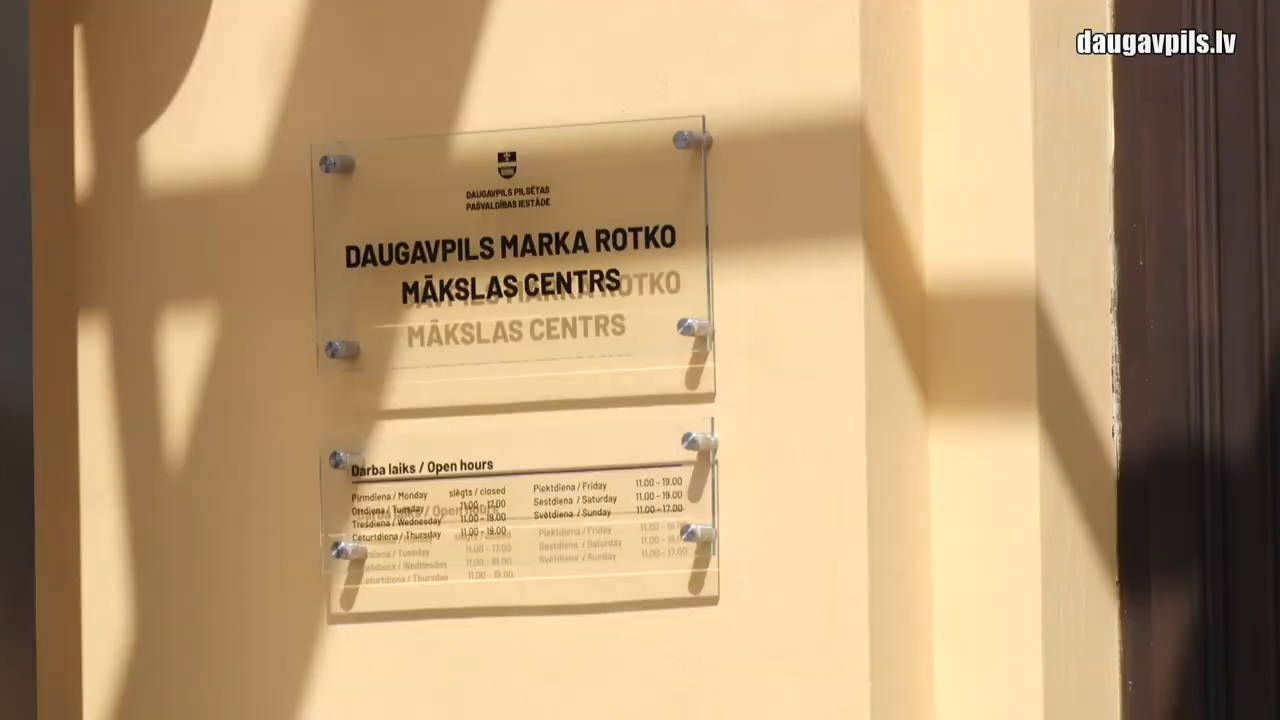 daugavpils.lv
DAUGAVPILS PILSĒTAS
PAŠVALDĪBAS IESTĀDE
DAUGAVPILS MARKA ROTKO
MĀKSLAS CENTRS
Darba laiks / Open hours
Pirmdiena / Monday slēgts / closed
Otrdiena / Tuesday 11.00 - 17.00
Trešdiena / Wednesday 11.00 - 19.00
Ceturtdiena / Thursday 11.00 - 19.00
Piektdiena / Friday 11.00 - 19.00
Sestdiena / Saturday 11.00 - 19.00
Svētdiena / Sunday 11.00 - 17.00